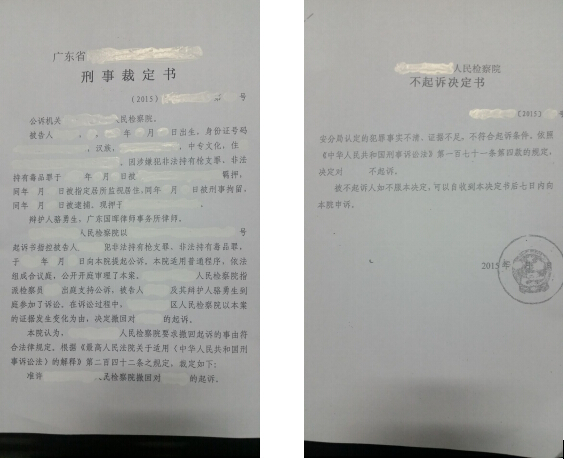 广东省
刑事裁定书
(2015) 号
公诉机关 民检察院。
被告人 , 年 月 日出生, 身份证号码
, 汉族, , 中专文化, 住
。因涉嫌犯非法持有枪支罪、非法
持有毒品罪于 年 月 日被 羁押,
同年 月 日被指定居所监视居住, 同年 月 日被刑事拘留,
同年 月 日被逮捕。现押于 。
辩护人骆勇生, 广东国晖律师事务所律师。
人民检察院以 号
起诉书指控被告人 犯非法持有枪支罪、非法持有毒品罪,
于 年 月 日向本院提起公诉。本院适用普通程序, 依法
组成合议庭, 公开开庭审理了本案。 人民检察院指
派检察员 出庭支持公诉, 被告人 及其辩护人骆勇生到
庭参加了诉讼。在诉讼过程中, 区人民检察院以本案
的证据发生变化为由, 决定撤回对 的起诉。
本院认为, 人民检察院要求撤回起诉的事由符
合法律规定。根据《最高人民法院关于适用〈中华人民共和国刑
事诉讼法〉的解释》第二百四十二条之规定, 裁定如下:
准许 民检察院撤回对 的起诉。
人民检察院
不起诉决定书
(2015) 号
安分局认定的犯罪事实不清、证据不足, 不符合起诉条件。依照
《中华人民共和国刑事诉讼法》第一百七十一条第四款的规定,
决定对 不起诉。
被不起诉人如不服本决定, 可以自收到本决定书后七日内向
本院申诉。
2015 年